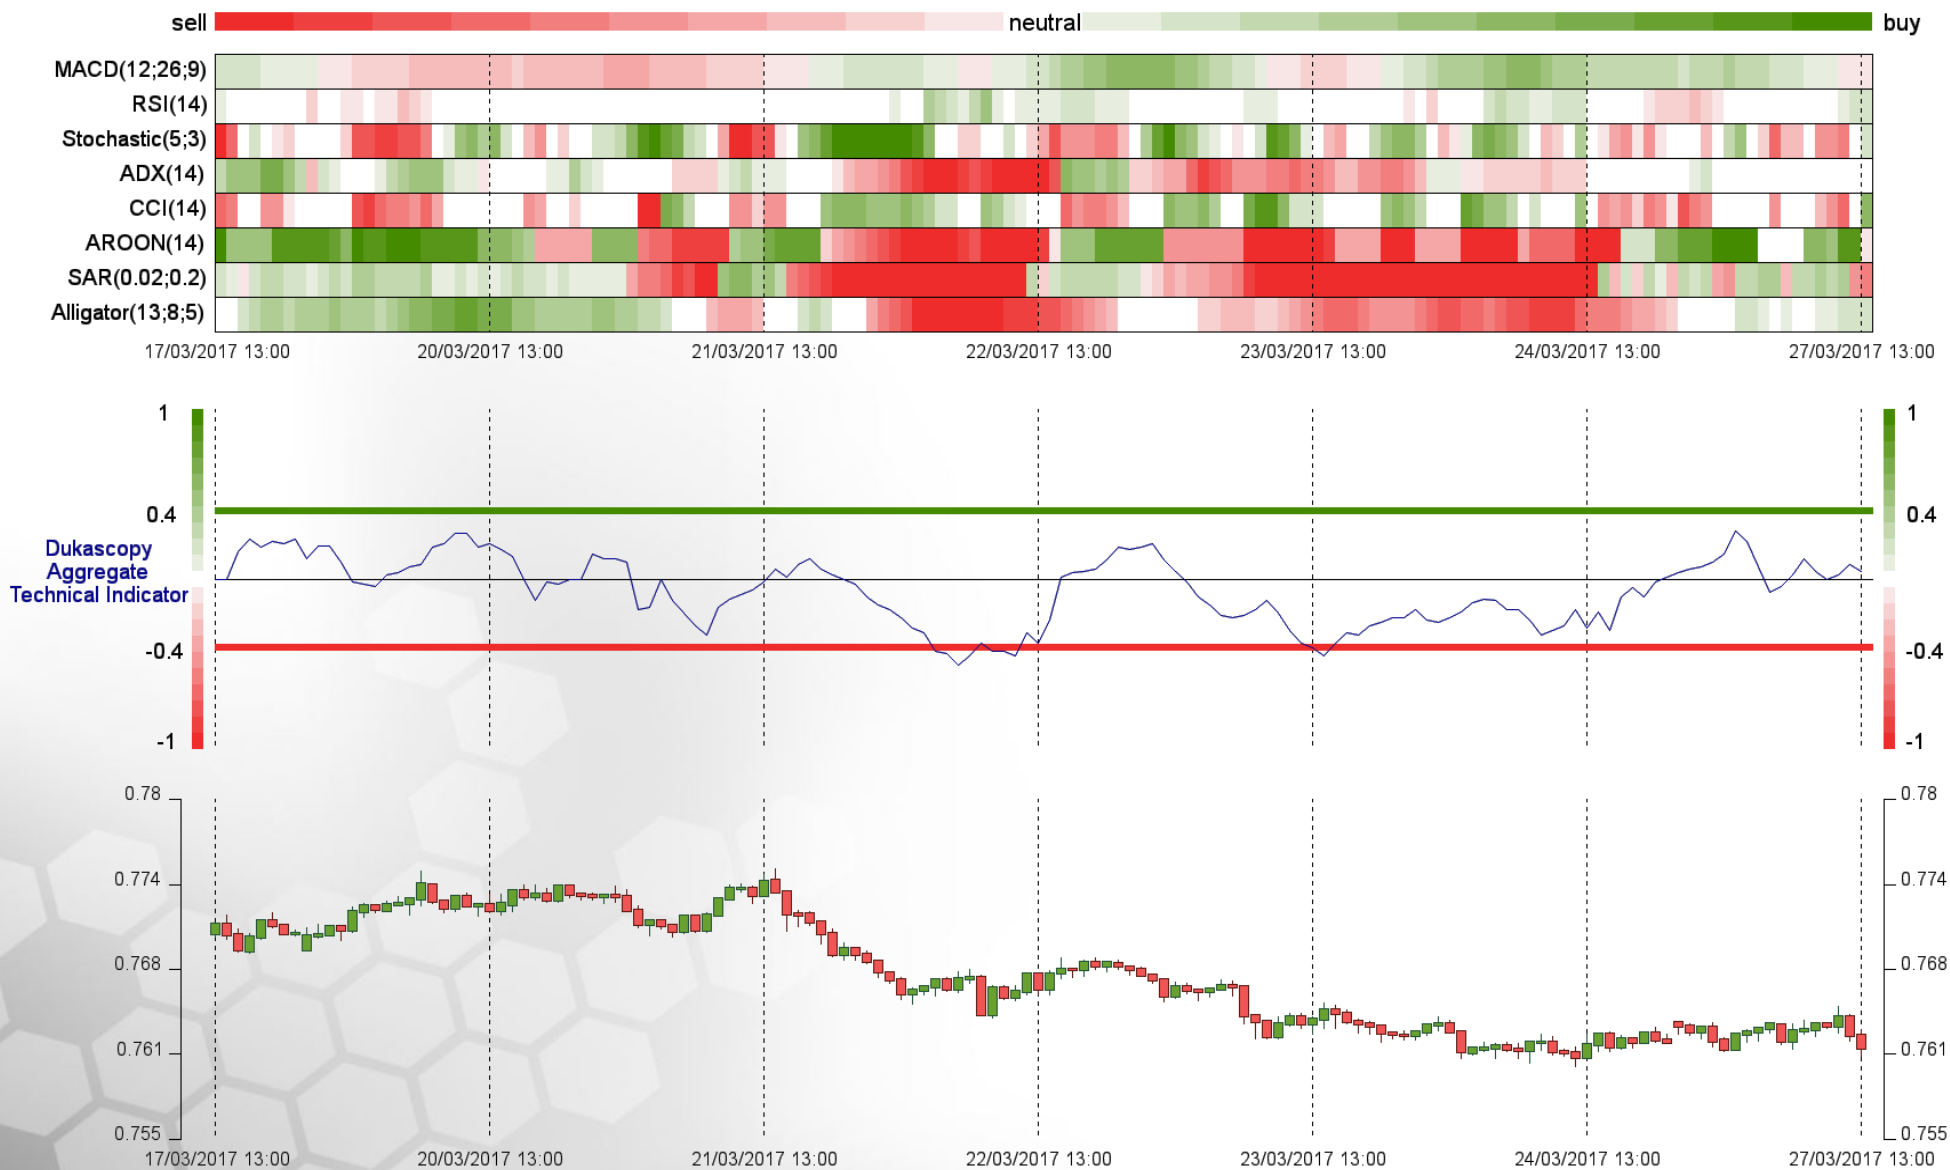 sell neutral buy
MACD(12;26;9)
RSI(14)
Stochastic(5;3)
ADX(14)
CCI(14)
AROON(14)
SAR(0.02;0.2)
Alligator(13;8;5)
17/03/2017 13:00 20/03/2017 13:00 21/03/2017 13:00 22/03/2017 13:00 23/03/2017 13:00 24/03/2017 13:00 27/03/2017 13:00
1 1
0.4 0.4
Dukascopy
Aggregate
Technical Indicator
-0.4 -0.4
-1 -1
0.78 0.78
0.774 0.774
0.768 0.768
0.761 0.761
0.755 0.755
17/03/2017 13:00 20/03/2017 13:00 21/03/2017 13:00 22/03/2017 13:00 23/03/2017 13:00 24/03/2017 13:00 27/03/2017 13:00